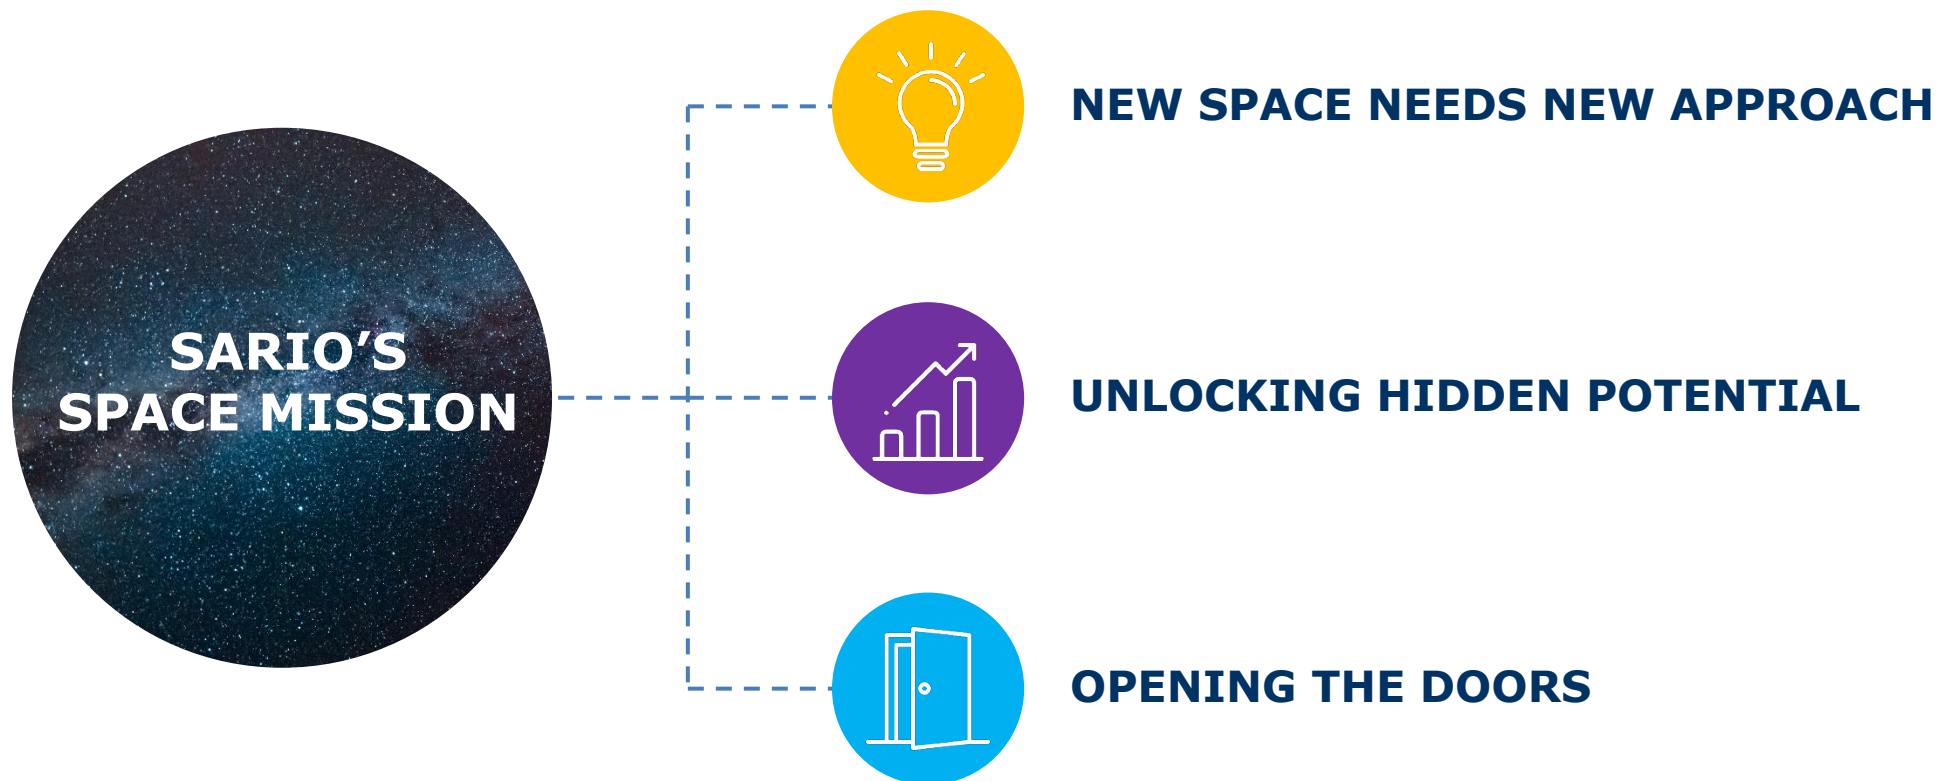 SARIO’S
SPACE MISSION
NEW SPACE NEEDS NEW APPROACH
UNLOCKING HIDDEN POTENTIAL
OPENING THE DOORS